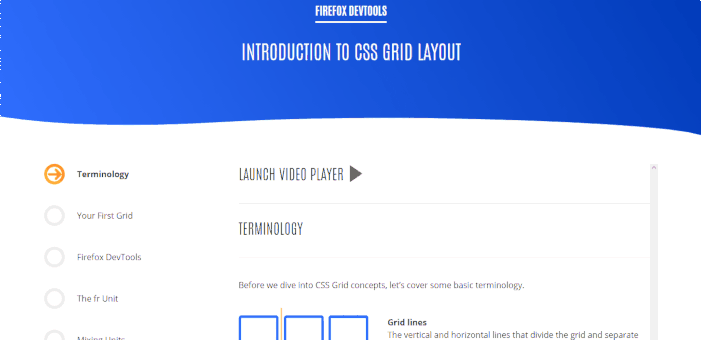 FIREFOX DEVTOOLS
INTRODUCTION TO CSS GRID LAYOUT
Terminology
Your First Grid
Firefox DevTools
The fr Unit
Mixing Units
LAUNCH VIDEO PLAYER
TERMINOLOGY
Before we dive into CSS Grid concepts, let's cover some basic terminology.
Grid lines
The vertical and horizontal lines that divide the grid and separate